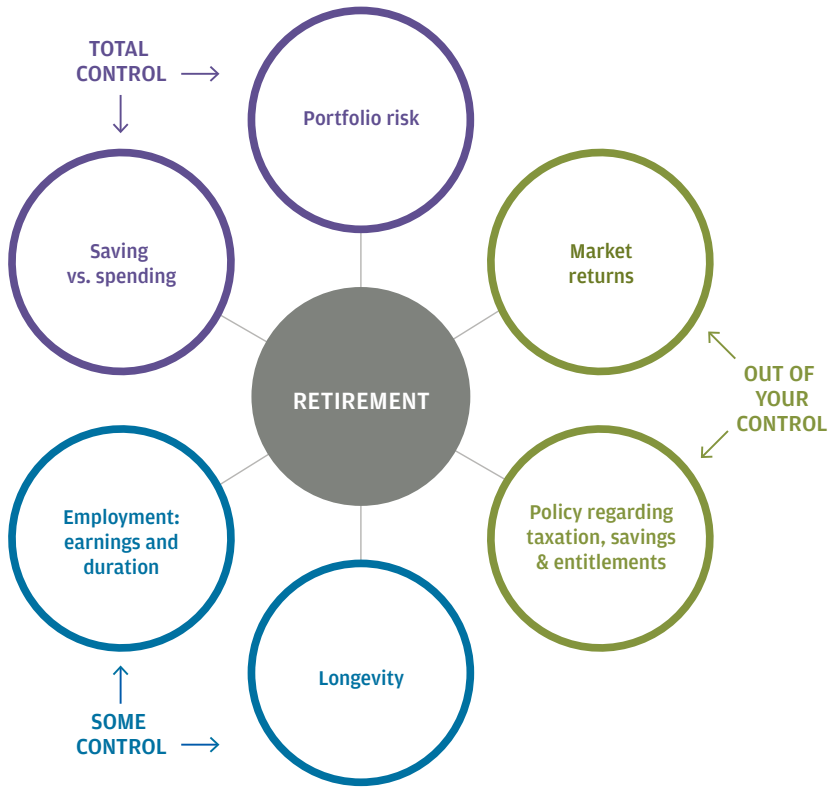 TOTAL
CONTROL
Portfolio risk
Saving
vs. spending
Market
returns
RETIREMENT
OUT OF
YOUR
CONTROL
Employment:
earnings and
duration
Policy regarding
taxation, savings
& entitlements
Longevity
SOME
CONTROL